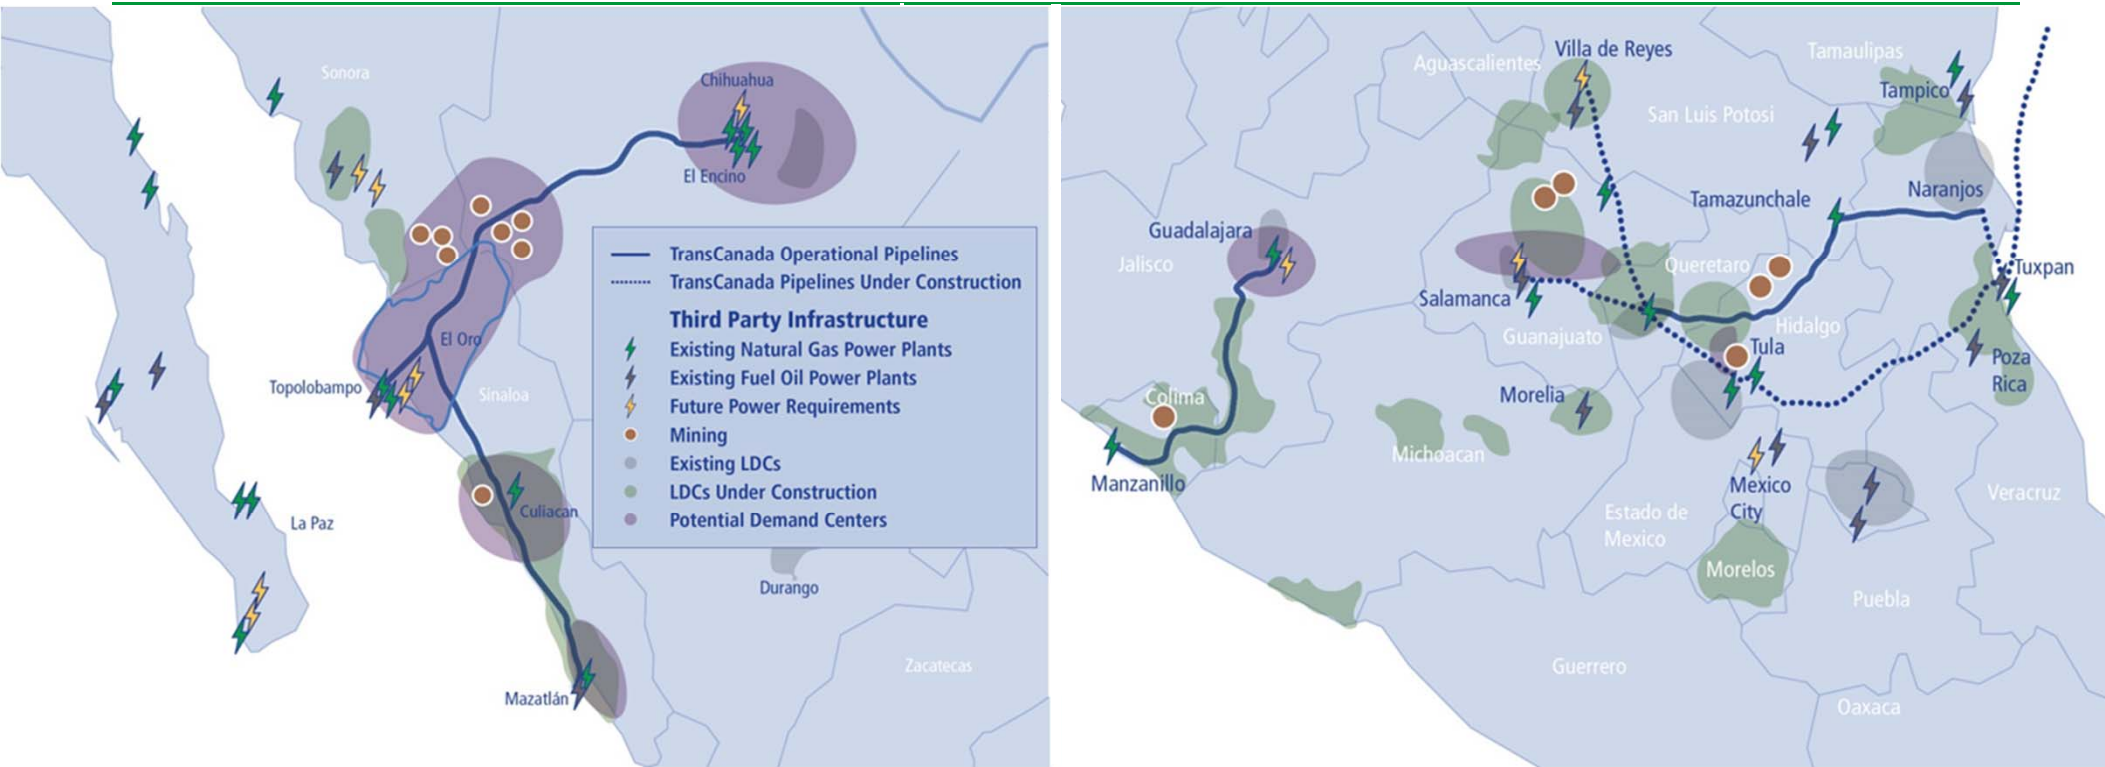 Sonora
Chihuahua
El Encino
TransCanada Operational Pipelines
TransCanada Pipelines Under Construction
Third Party Infrastructure
Existing Natural Gas Power Plants
Existing Fuel Oil Power Plants
Future Power Requirements
Mining
Existing LDCs
LDCs Under Construction
Potential Demand Centers
El Oro
Topolobampo
Sinaloa
Culiacan
La Paz
Durango
Mazatlán
Zacatecas
Villa de Reyes
Aguascalientes
Tamaulipas
Tampico
San Luis Potosi
Tamazunchale
Naranjos
Guadalajara
Jalisco
Queretaro
Tuxpan
Salamanca
Guanajuato
Hidalgo
Tula
Poza
Rica
Colima
Morelia
Michoacan
Manzanillo
Mexico
City
Veracruz
Estado de
Mexico
Morelos
Puebla
Guerrero
Oaxaca